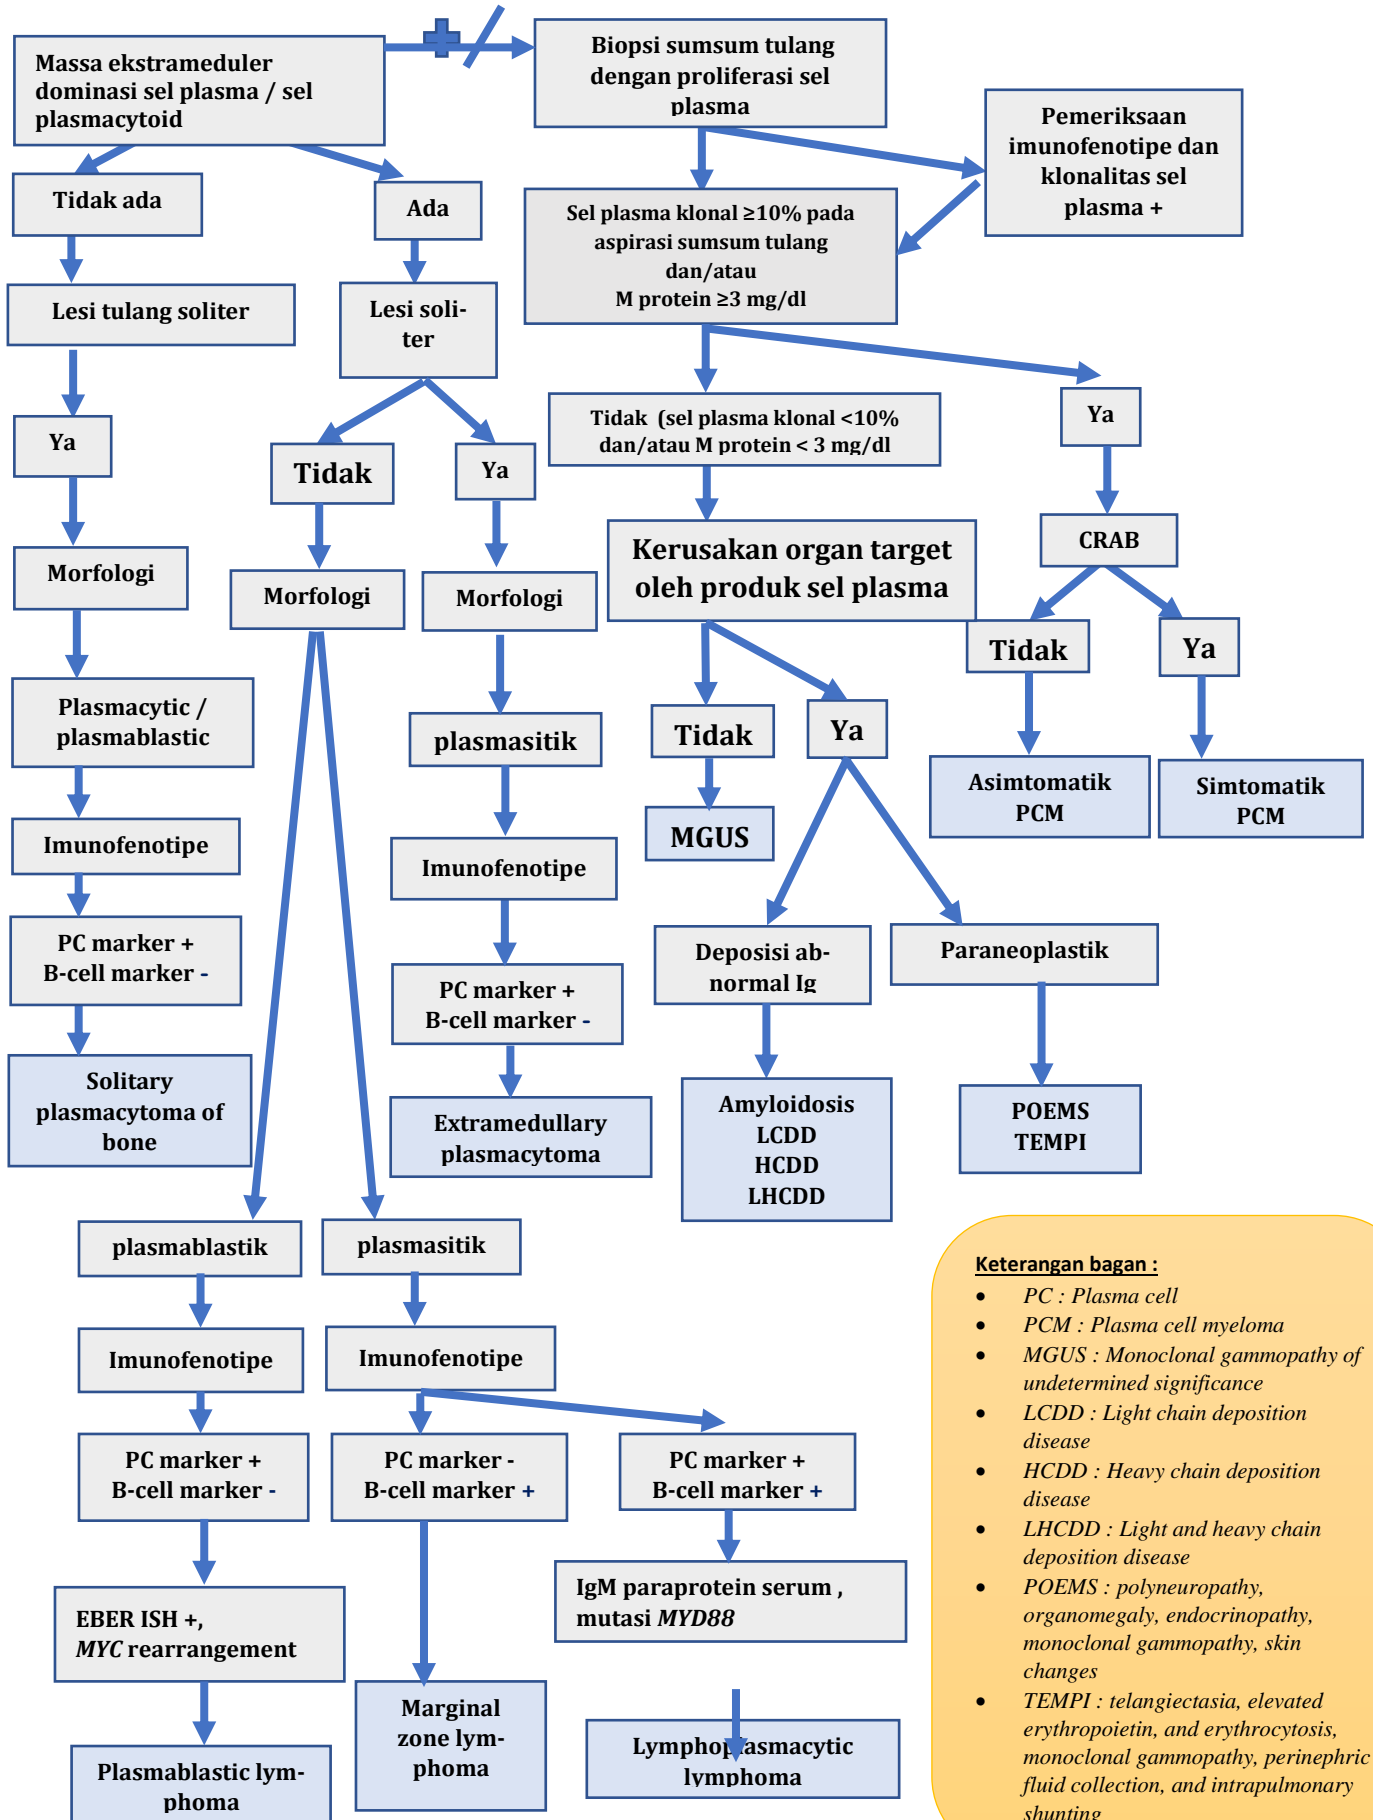 Massa ekstrameduler
dominasi sel plasma / sel
plasmacytoid
Biopsi sumsum tulang
dengan proliferasi sel
plasma
Pemeriksaan
imunofenotipe dan
klonalitas sel
plasma +
Tidak ada
Ada
Sel plasma klonal ≥10% pada
aspirasi sumsum tulang
dan/atau
M protein ≥3 mg/dl
Lesi tulang soliter
Lesi soli-
ter
Tidak (sel plasma klonal <10%
dan/atau M protein < 3 mg/dl
Ya
Ya
Tidak
Ya
CRAB
Kerusakan organ target
oleh produk sel plasma
Morfologi
Morfologi
Morfologi
Tidak
Ya
Plasmacytic /
plasmablastic
plasmasitik
Tidak
Ya
Asimtomatik
PCM
Simtomatik
PCM
MGUS
Imunofenotipe
Imunofenotipe
PC marker +
B-cell marker -
Deposisi ab-
normal Ig
Paraneoplastik
PC marker +
B-cell marker -
Solitary
plasmacytoma of
bone
Extramedullary
plasmacytoma
Amyloidosis
LCDD
HCDD
LHCDD
POEMS
TEMPI
plasmablastik
plasmasitik
Imunofenotipe
Imunofenotipe
PC marker +
B-cell marker -
PC marker -
B-cell marker +
PC marker +
B-cell marker +
EBER ISH +,
MYC rearrangement
IgM paraprotein serum ,
mutasi MYD88
Plasmablastic lym-
phoma
Marginal
zone lym-
phoma
Lymphoplasmacytic
lymphoma
Keterangan bagan :
• PC : Plasma cell
• PCM : Plasma cell myeloma
• MGUS : Monoclonal gammopathy of
undetermined significance
• LCDD : Light chain deposition
disease
• HCDD : Heavy chain deposition
disease
• LHCDD : Light and heavy chain
deposition disease
• POEMS : polyneuropathy,
organomegaly, endocrinopathy,
monoclonal gammopathy, skin
changes
• TEMPI : telangiectasia, elevated
erythropoietin, and erythrocytosis,
monoclonal gammopathy, perinephric
fluid collection, and intrapulmonary
shunting